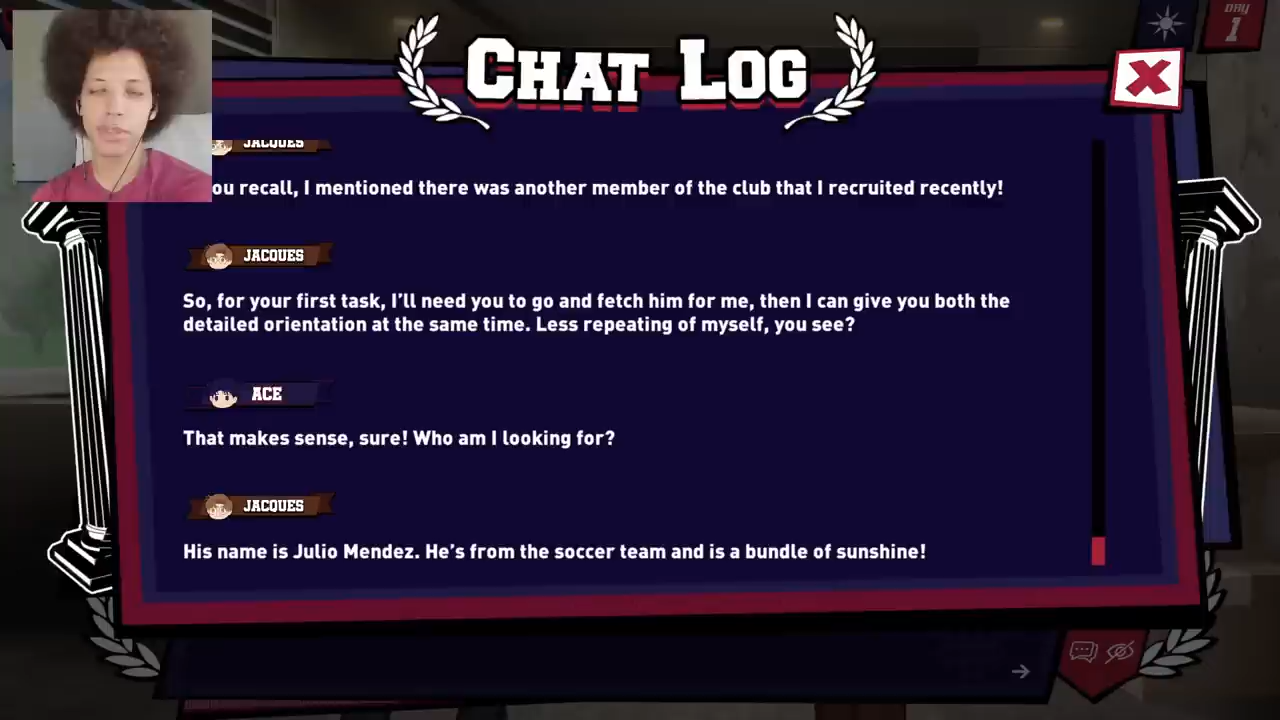 DAY
1
CHAT LOG
JACQUES
ou recall, I mentioned there was another member of the club that I recruited recently!
JACQUES
So, for your first task, I'll need you to go and fetch him for me, then I can give you both the
detailed orientation at the same time. Less repeating of myself, you see?
ACE
That makes sense, sure! Who am I looking for?
JACQUES
His name is Julio Mendez. He's from the soccer team and is a bundle of sunshine!